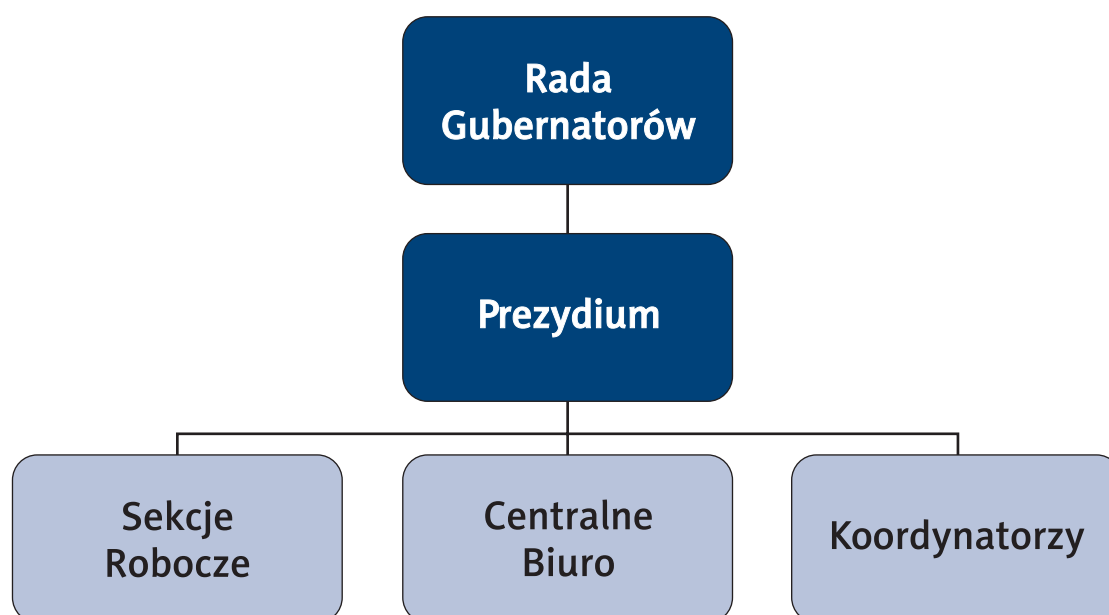 Rada
Gubernatorów
Prezydium
Sekcje
Robocze
Centralne
Biuro
Koordynatorzy